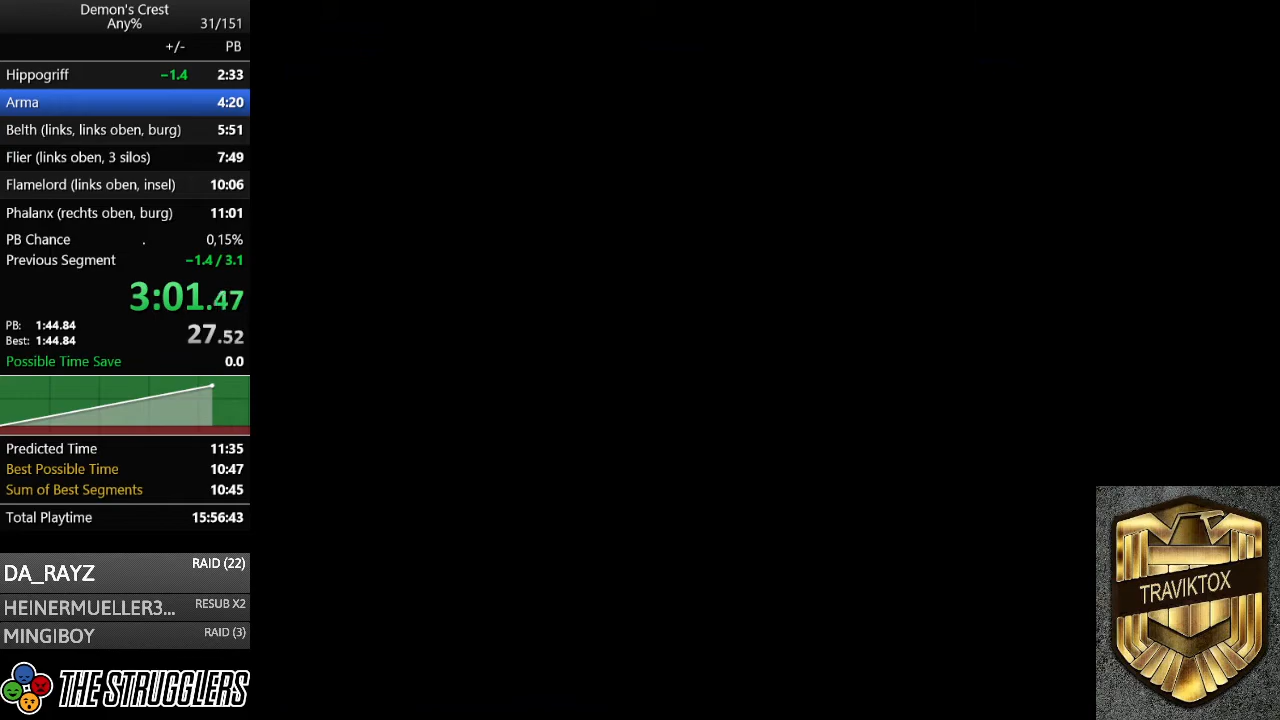 Demon's Crest
Any% 31/151
+/- PB
Hippogriff −1.4 2:33
Arma 4:20
Belth (links, links oben, burg) 5:51
Flier (links oben, 3 silos) 7:49
Flamelord (links oben, insel) 10:06
Phalanx (rechts oben, burg) 11:01
PB Chance . 0,15%
Previous Segment −1.4 / 3.1
3:01.47
PB: 1:44.84
Best: 1:44.84
27.52
Possible Time Save 0.0
Predicted Time 11:35
Best Possible Time 10:47
Sum of Best Segments 10:45
Total Playtime 15:56:43
DA_RAYZ RAID (22)
HEINERMUELLER3... RESUB X2
MINGIBOY RAID (3)
THE STRUGGLERS
TRAVIKTOX